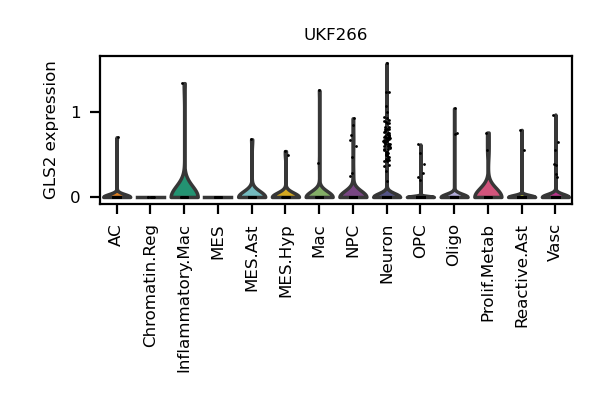 UKF266
GLS2 expression
1
0
AC
Chromatin.Reg
Inflammatory.Mac
MES
MES.Ast
MES.Hyp
Mac
NPC
Neuron
OPC
Oligo
Prolif.Metab
Reactive.Ast
Vasc